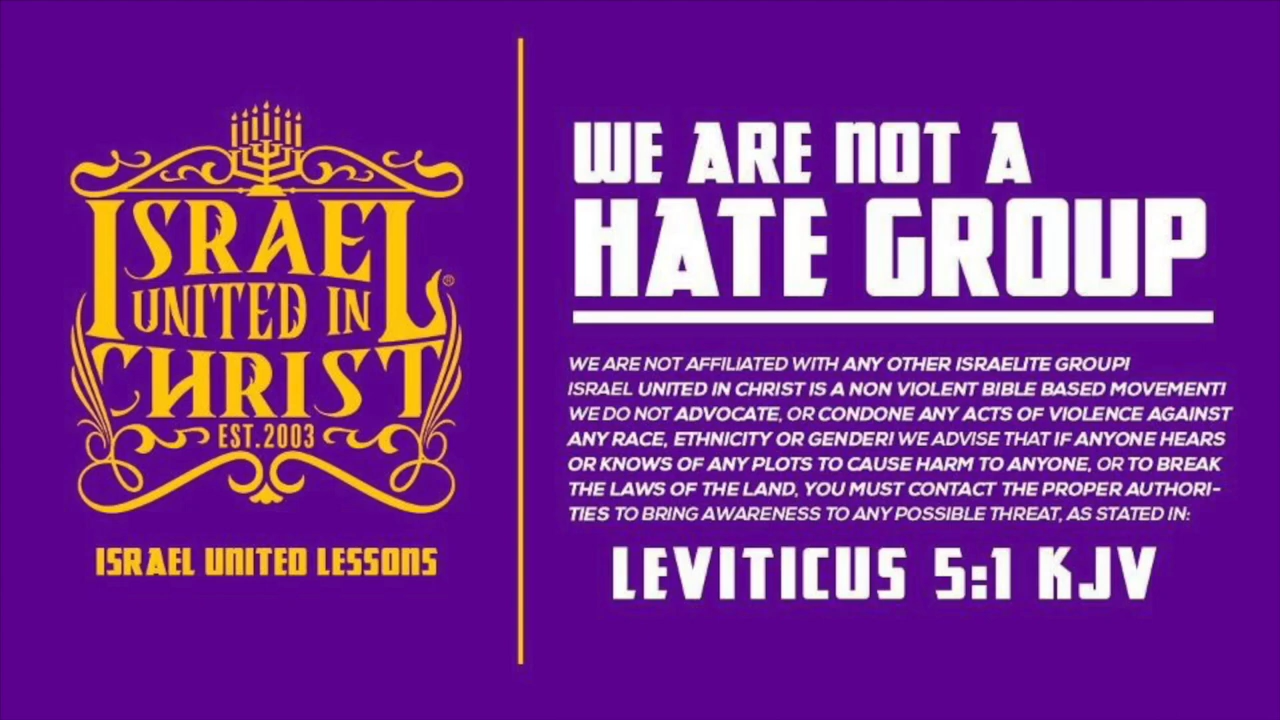 ISRAEL
UNITED IN
CHRIST
EST. 2003
®
ISRAEL UNITED LESSONS
WE ARE NOT A
HATE GROUP
WE ARE NOT AFFILIATED WITH ANY OTHER ISRAELITE GROUP!
ISRAEL UNITED IN CHRIST IS A NON VIOLENT BIBLE BASED MOVEMENT!
WE DO NOT ADVOCATE, OR CONDONE ANY ACTS OF VIOLENCE AGAINST
ANY RACE, ETHNICITY OR GENDER! WE ADVISE THAT IF ANYONE HEARS
OR KNOWS OF ANY PLOTS TO CAUSE HARM TO ANYONE, OR TO BREAK
THE LAWS OF THE LAND, YOU MUST CONTACT THE PROPER AUTHORI-
TIES TO BRING AWARENESS TO ANY POSSIBLE THREAT, AS STATED IN:
LEVITICUS 5:1 KJV